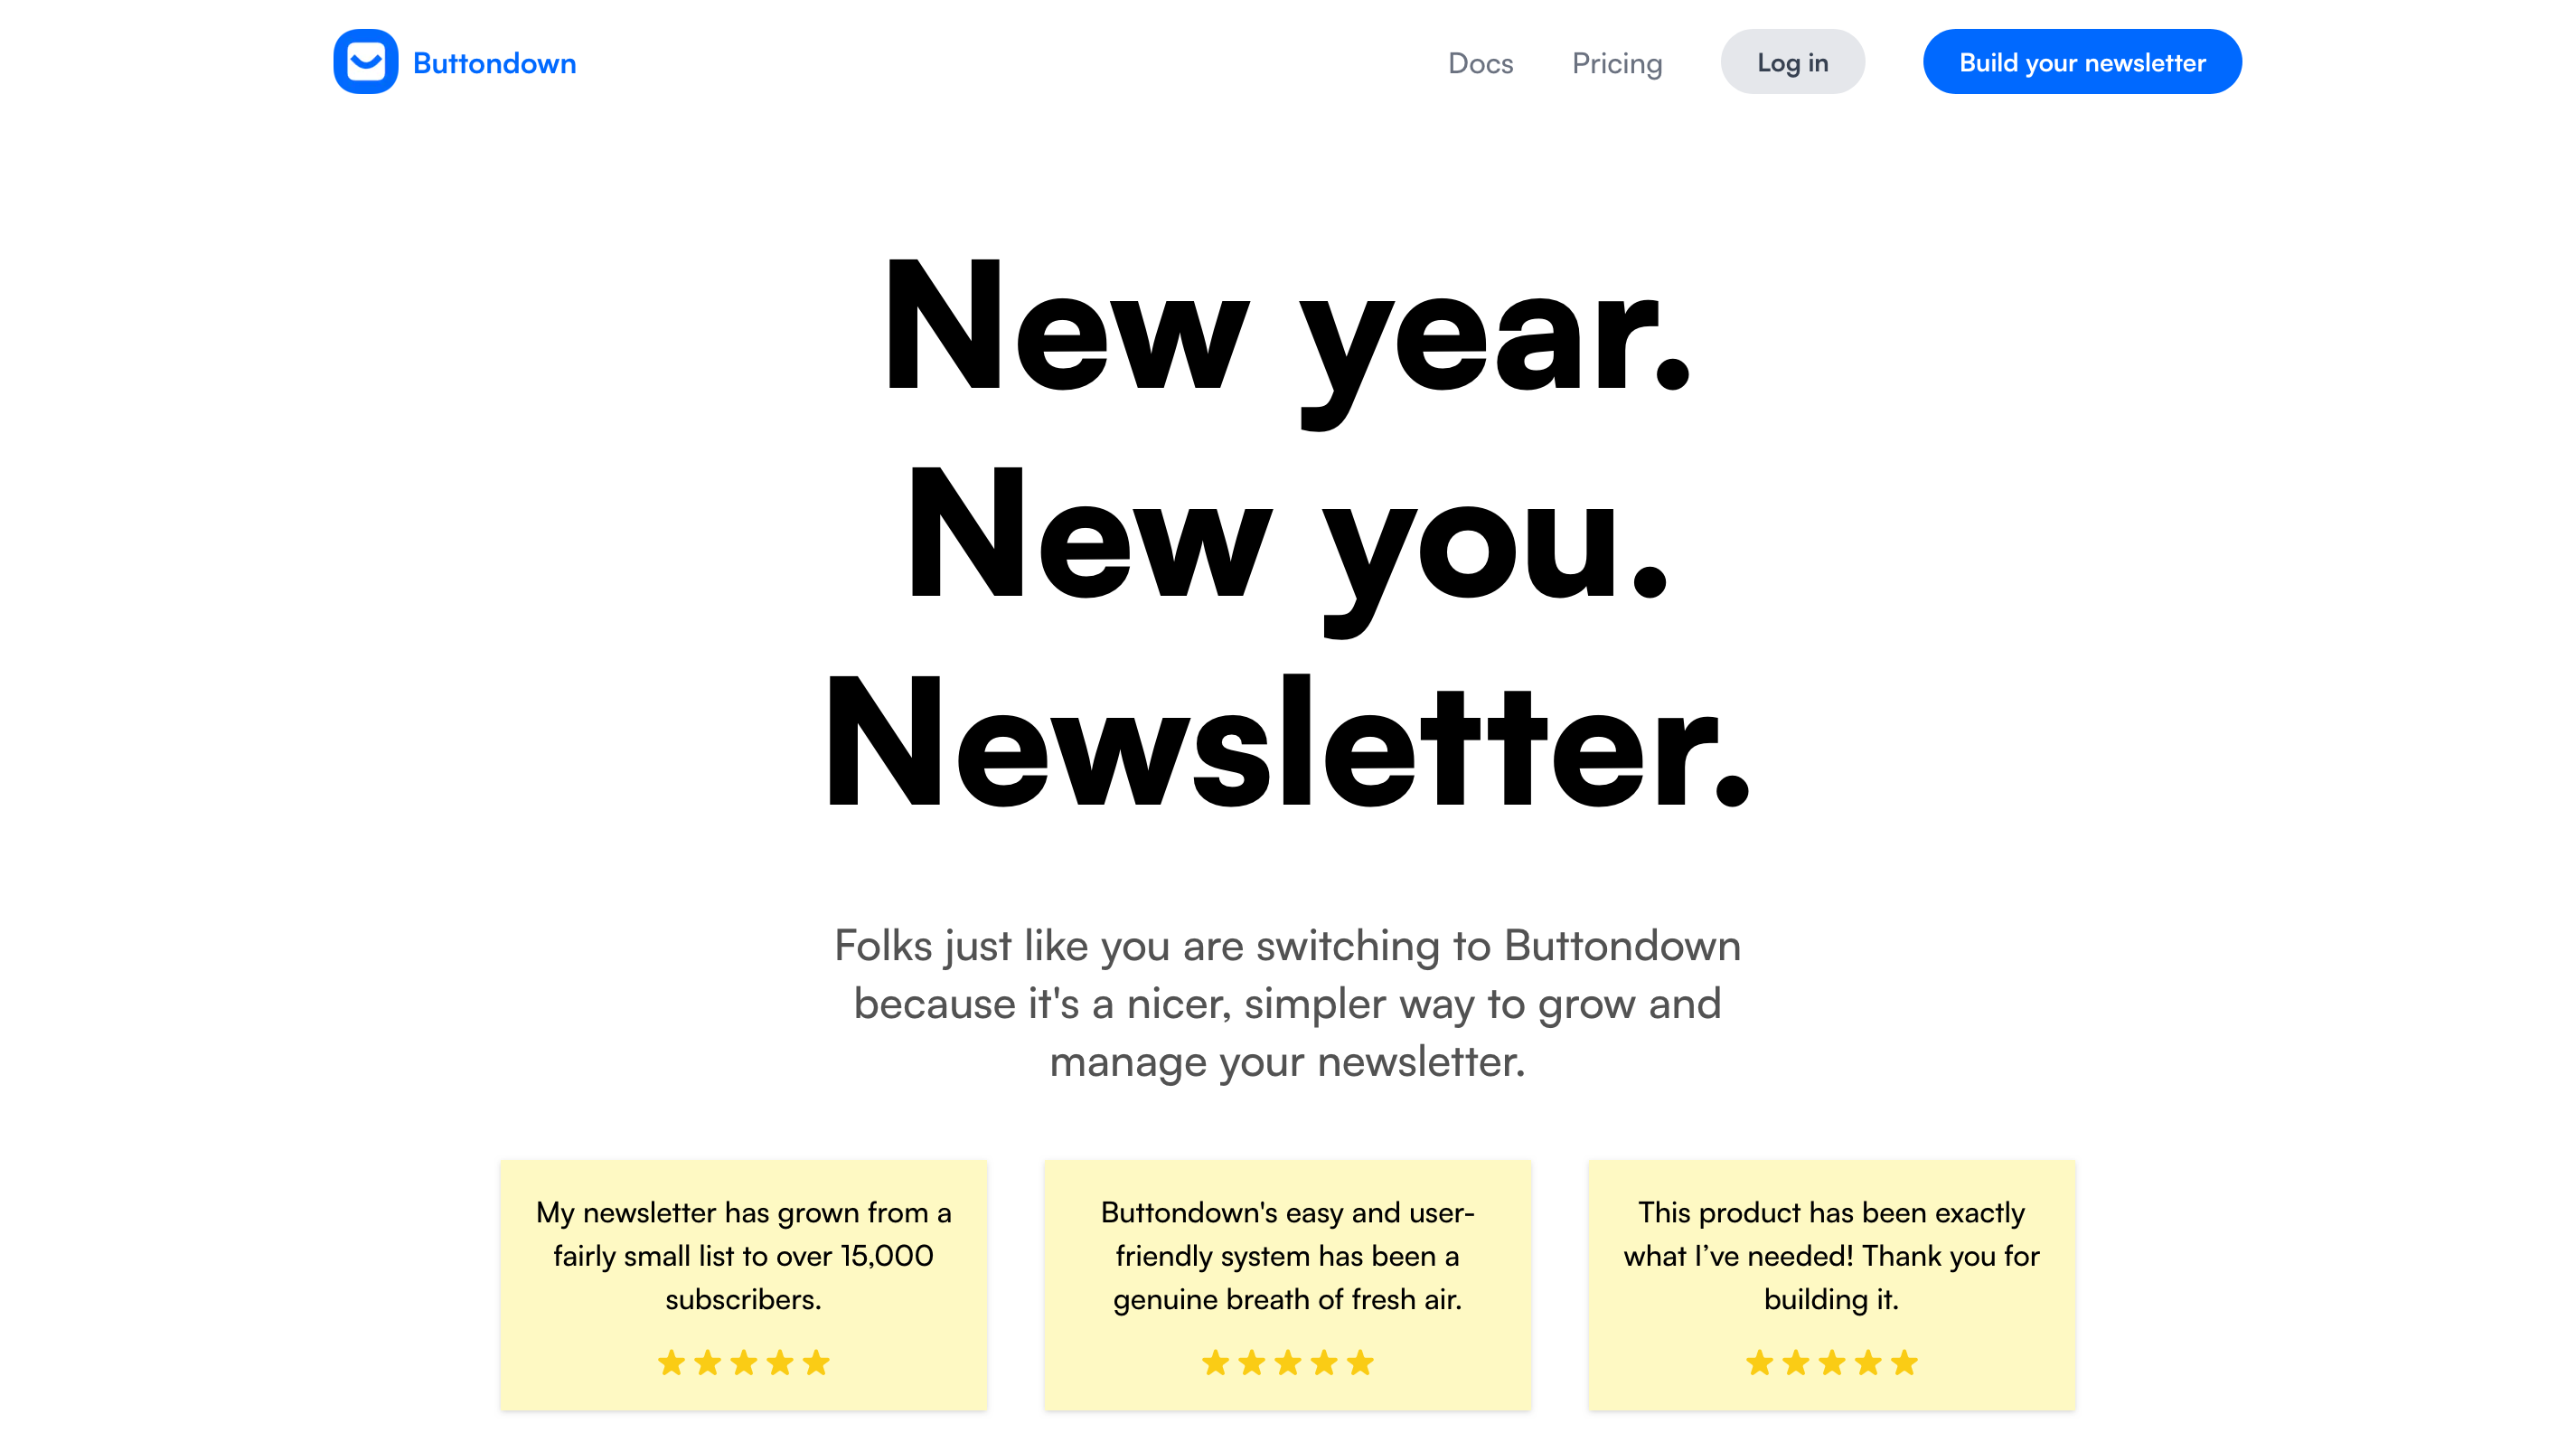 Buttondown
Docs
Pricing
Log in
Build your newsletter
New year.
New you.
Newsletter.
Folks just like you are switching to Buttondown
because it's a nicer, simpler way to grow and
manage your newsletter.
My newsletter has grown from a
fairly small list to over 15,000
subscribers.
Buttondown's easy and user-
friendly system has been a
genuine breath of fresh air.
This product has been exactly
what I’ve needed! Thank you for
building it.